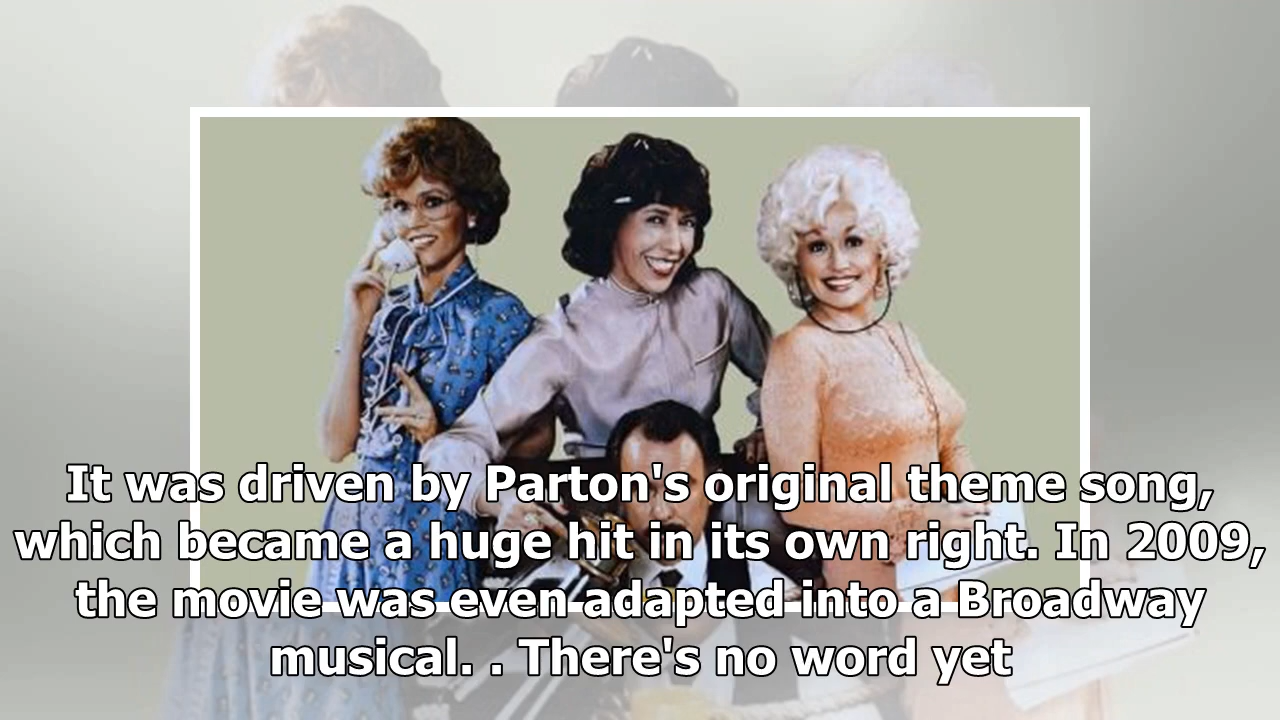 It was driven by Parton's original theme song,
which became a huge hit in its own right. In 2009,
the movie was even adapted into a Broadway
musical. . There's no word yet